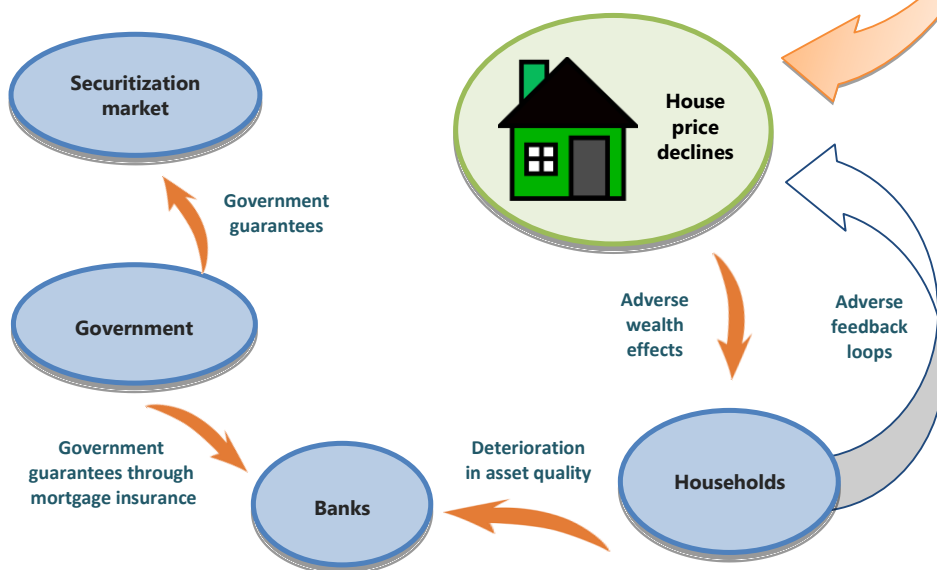 Securitization
market
House
price
declines
Government
guarantees
Government
Adverse
wealth
effects
Adverse
feedback
loops
Government
guarantees through
mortgage insurance
Deterioration
in asset quality
Households
Banks